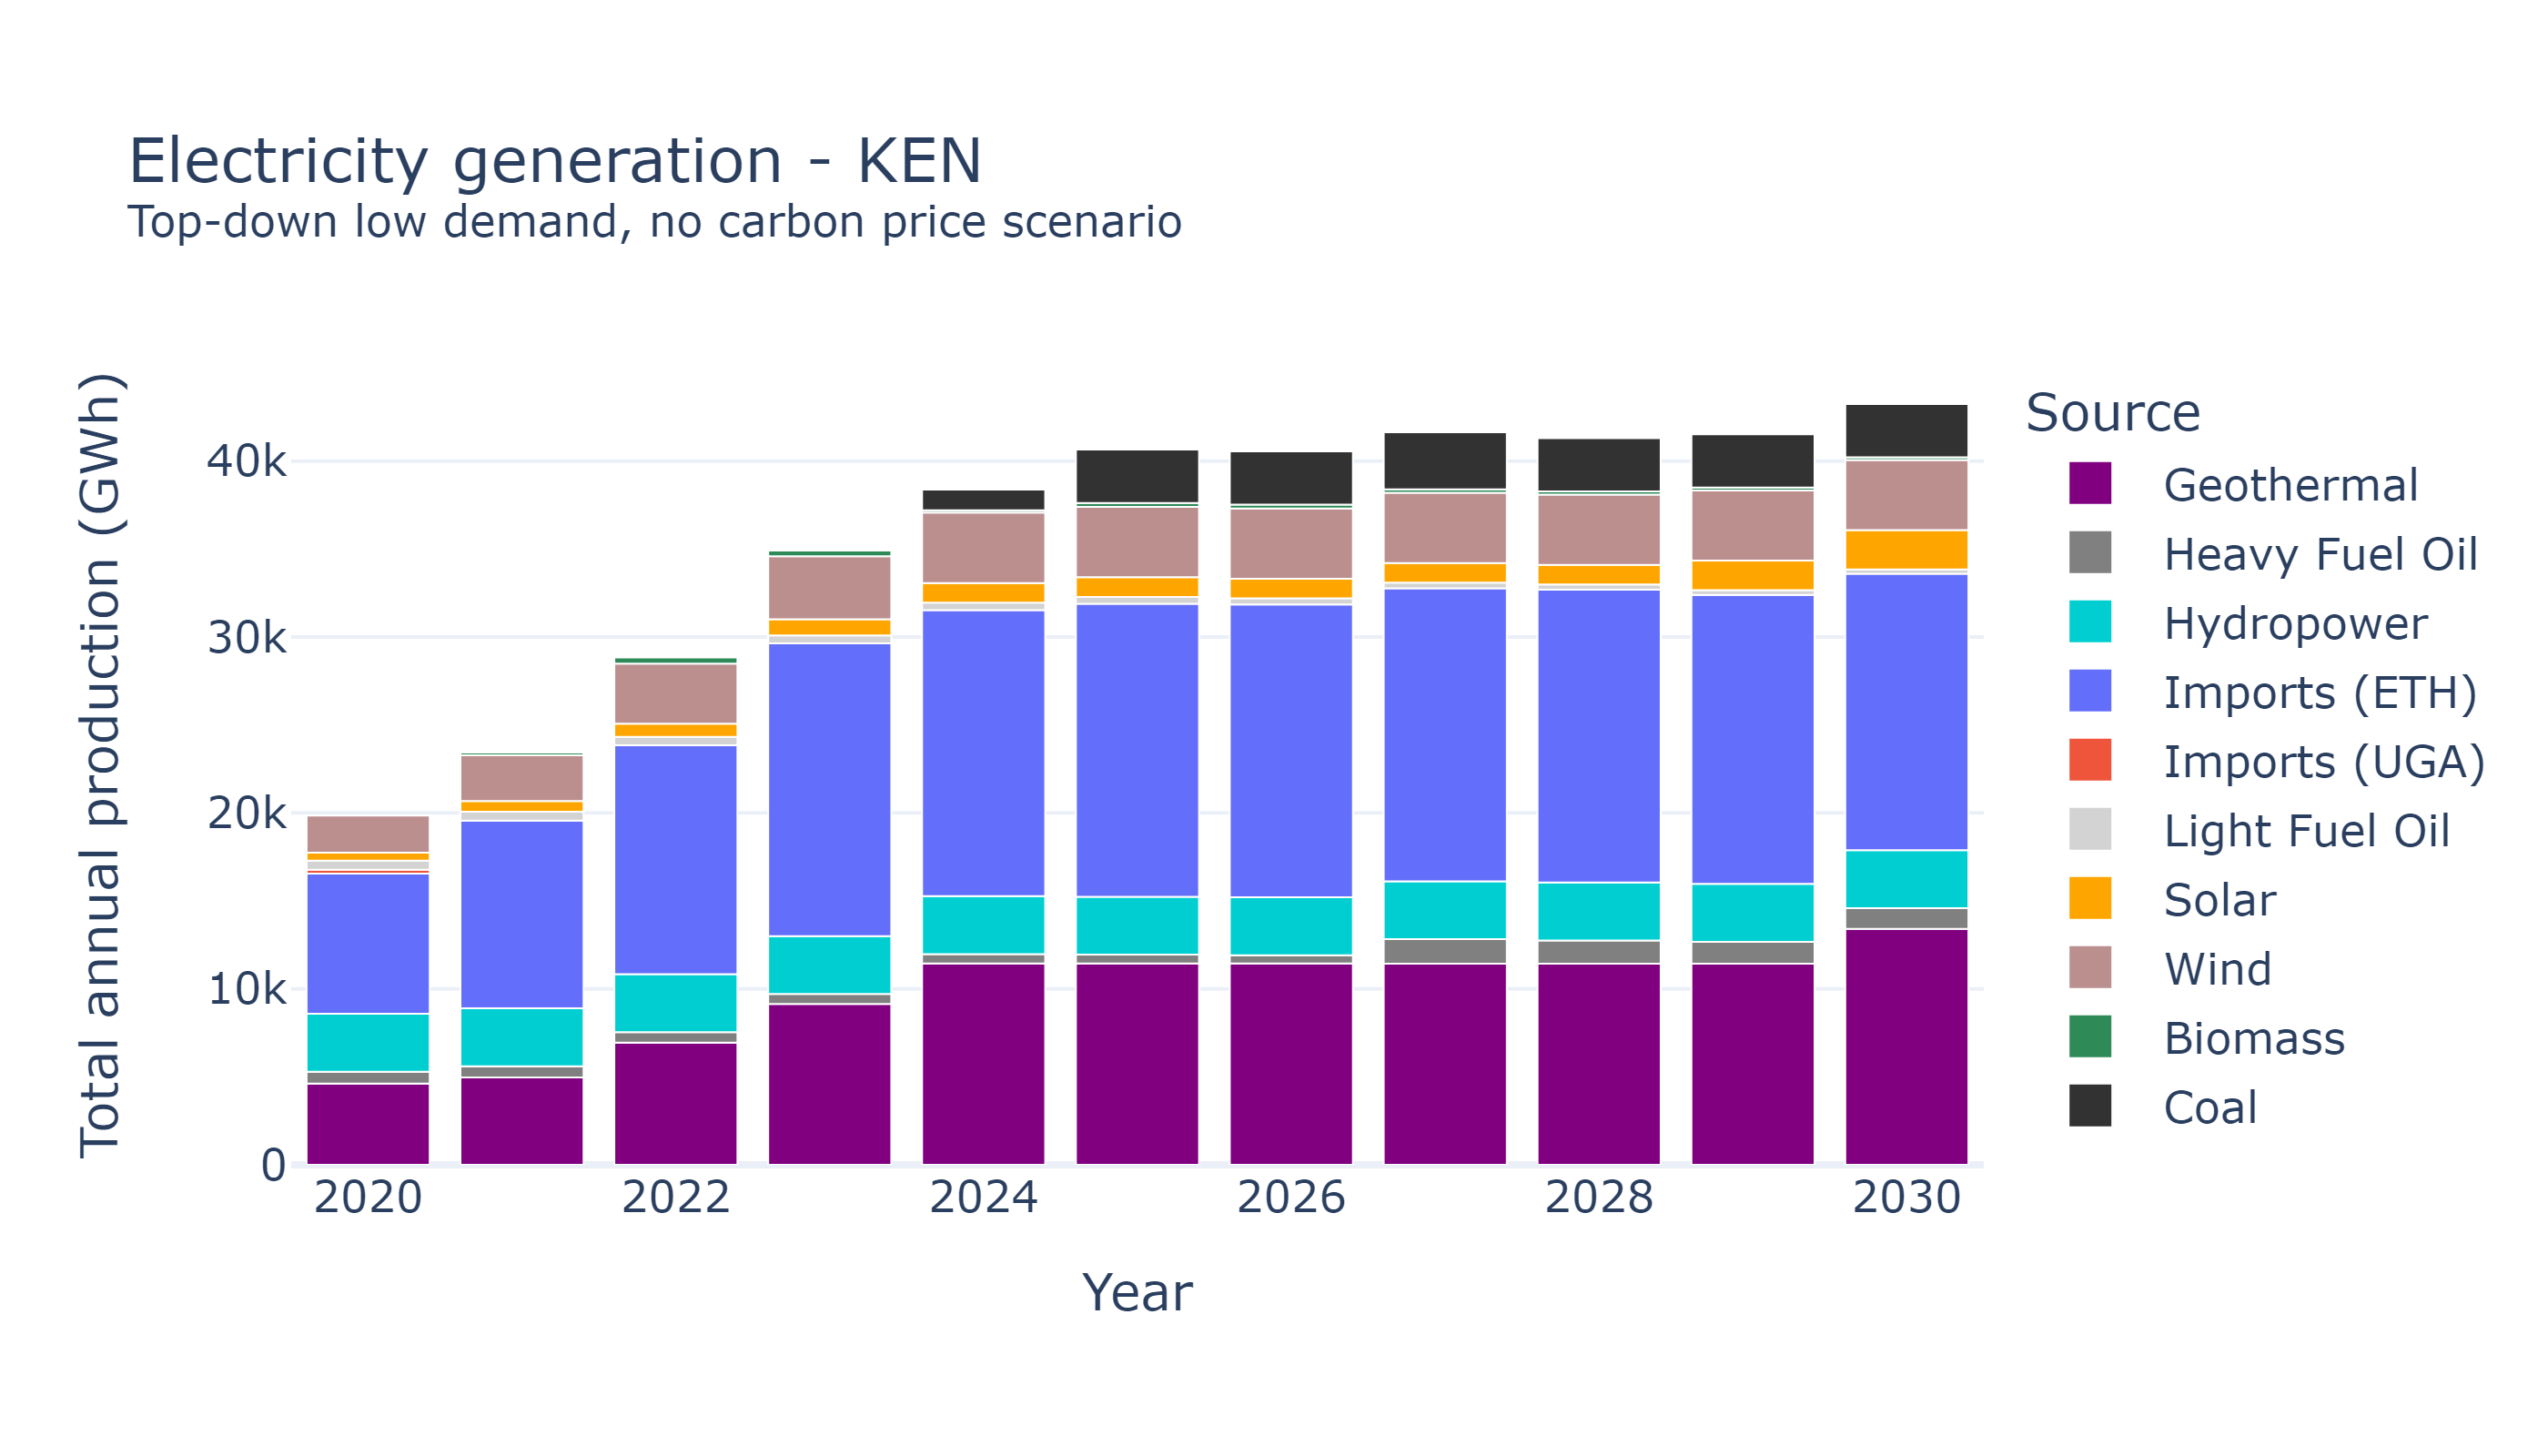 Electricity generation - KEN
Top-down low demand, no carbon price scenario
Total annual production (GWh)
40k
30k
20k
10k
0
2020
2022
2024
2026
2028
2030
Year
Source
Geothermal
Heavy Fuel Oil
Hydropower
Imports (ETH)
Imports (UGA)
Light Fuel Oil
Solar
Wind
Biomass
Coal